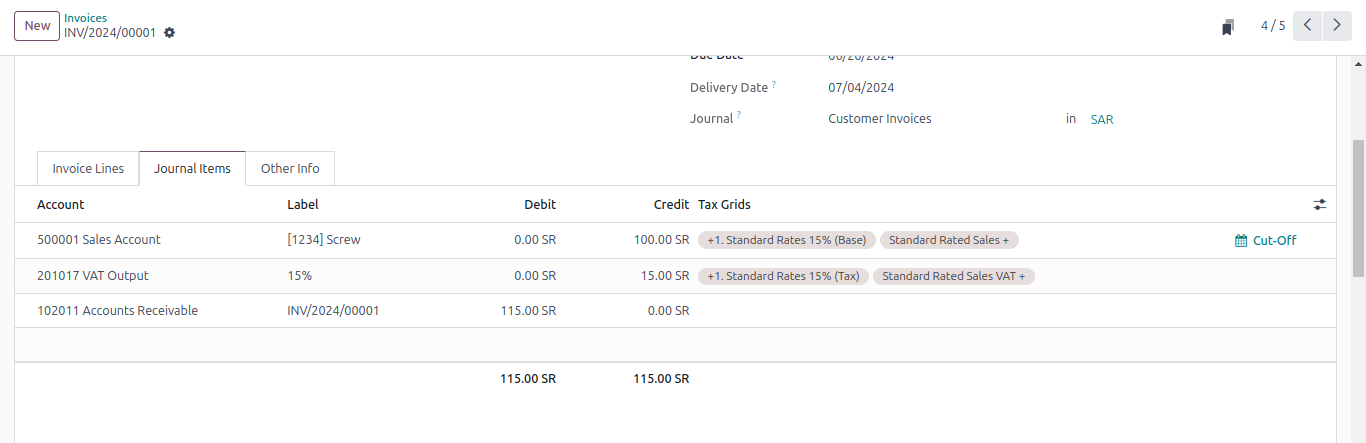 New
Invoices
INV/2024/00001
4 / 5
Due Date 06/26/2024
Delivery Date ? 07/04/2024
Journal ? Customer Invoices in SAR
Invoice Lines Journal Items Other Info
Account Label Debit Credit Tax Grids
500001 Sales Account [1234] Screw 0.00 SR 100.00 SR +1. Standard Rates 15% (Base) Standard Rated Sales + Cut-Off
201017 VAT Output 15% 0.00 SR 15.00 SR +1. Standard Rates 15% (Tax) Standard Rated Sales VAT +
102011 Accounts Receivable INV/2024/00001 115.00 SR 0.00 SR
115.00 SR 115.00 SR